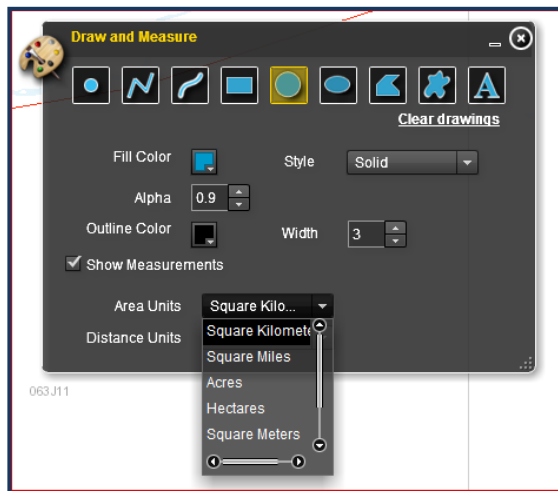 Draw and Measure
A
Clear drawings
Fill Color Style Solid
Alpha 0.9
Outline Color Width 3
Show Measurements
Area Units Square Kilo...
Distance Units Square Kilomete
Square Miles
063J11
Acres
Hectares
Square Meters